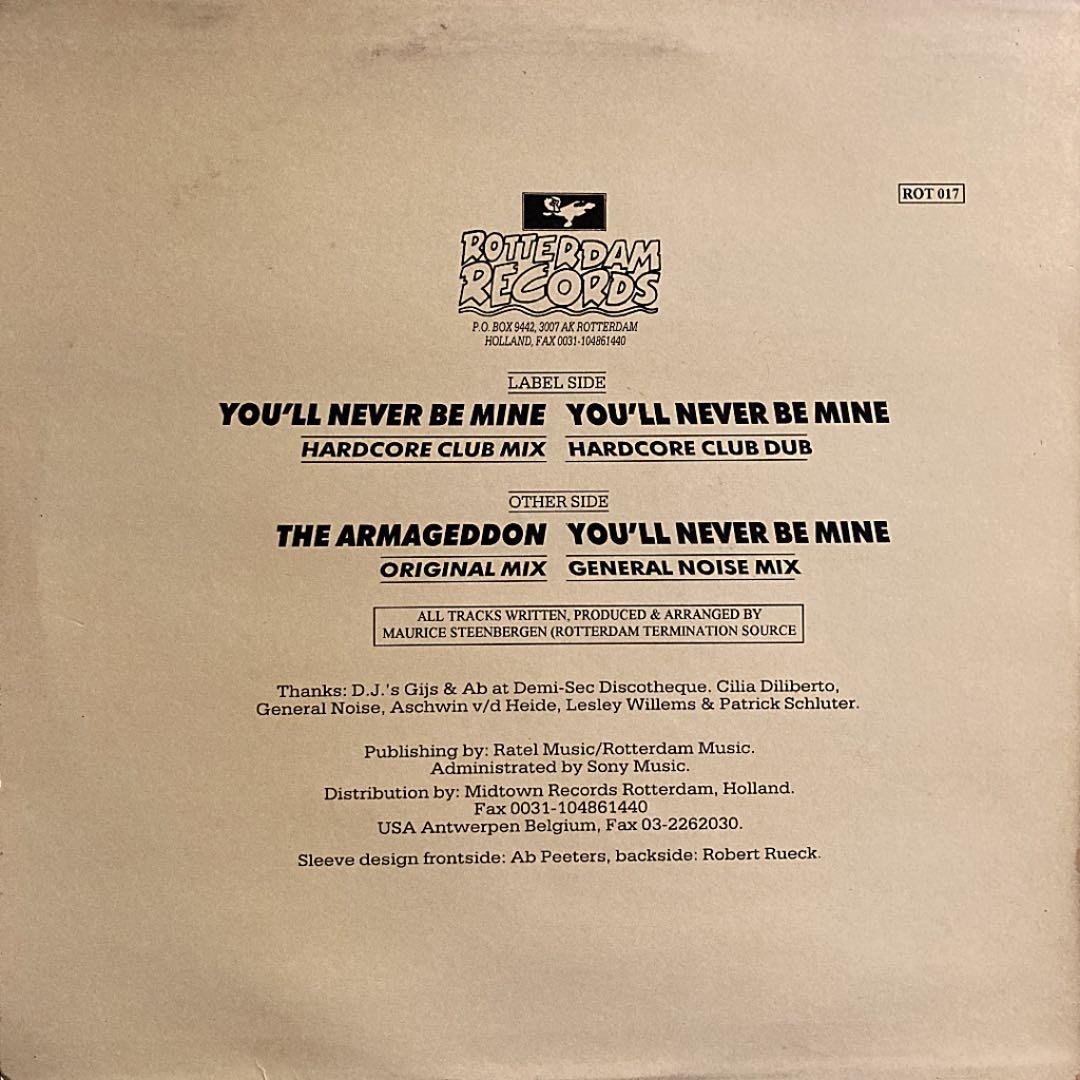 ROT 017
ROTTERDAM
RECORDS
P.O. BOX 9442, 3007 AK ROTTERDAM
HOLLAND, FAX 0031-104861440
LABEL SIDE
YOU'LL NEVER BE MINE YOU'LL NEVER BE MINE
HARDCORE CLUB MIX HARDCORE CLUB DUB
OTHER SIDE
THE ARMAGEDDON YOU'LL NEVER BE MINE
ORIGINAL MIX GENERAL NOISE MIX
ALL TRACKS WRITTEN, PRODUCED & ARRANGED BY
MAURICE STEENBERGEN (ROTTERDAM TERMINATION SOURCE
Thanks: D.J.'s Gijs & Ab at Demi-Sec Discotheque. Cilia Diliberto,
General Noise, Aschwin v/d Heide, Lesley Willems & Patrick Schluter.
Publishing by: Ratel Music/Rotterdam Music.
Administrated by Sony Music.
Distribution by: Midtown Records Rotterdam, Holland.
Fax 0031-104861440
USA Antwerpen Belgium, Fax 03-2262030.
Sleeve design frontside: Ab Peeters, backside: Robert Rueck.